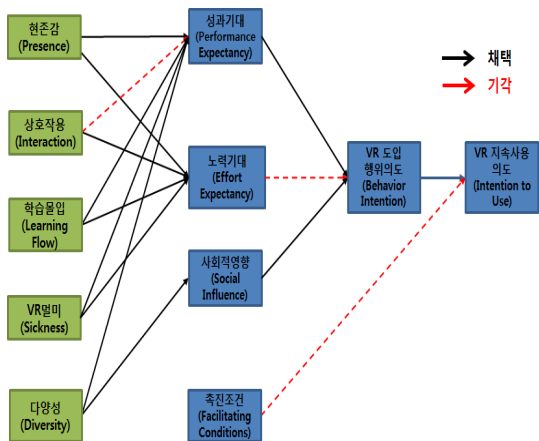 현존감
(Presence)
상호작용
(Interaction)
학습몰입
(Learning
Flow)
VR멀미
(Sickness)
다양성
(Diversity)
성과기대
(Performance
Expectancy)
노력기대
(Effort
Expectancy)
사회적영향
(Social
Influence)
촉진조건
(Facilitating
Conditions)
VR 도입
행위의도
(Behavior
Intention)
VR 지속사용
의도
(Intention to
Use)
채택
기각